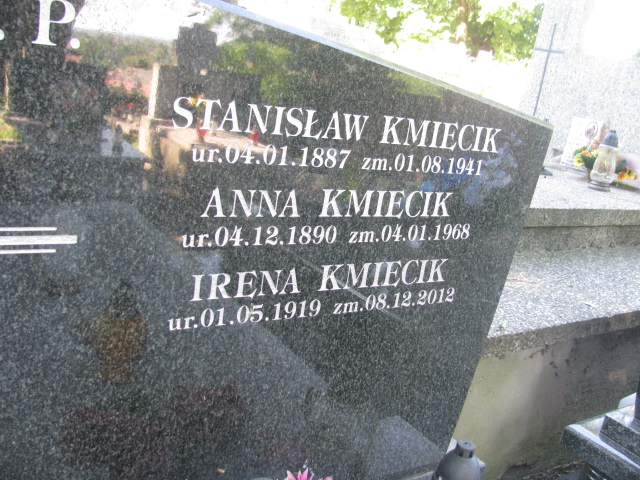 . P.
STANISŁAW KMIECIK
ur.04.01.1887 zm.01.08.1941
ANNA KMIECIK
ur.04.12.1890 zm.04.01.1968
IRENA KMIECIK
ur.01.05.1919 zm.08.12.2012